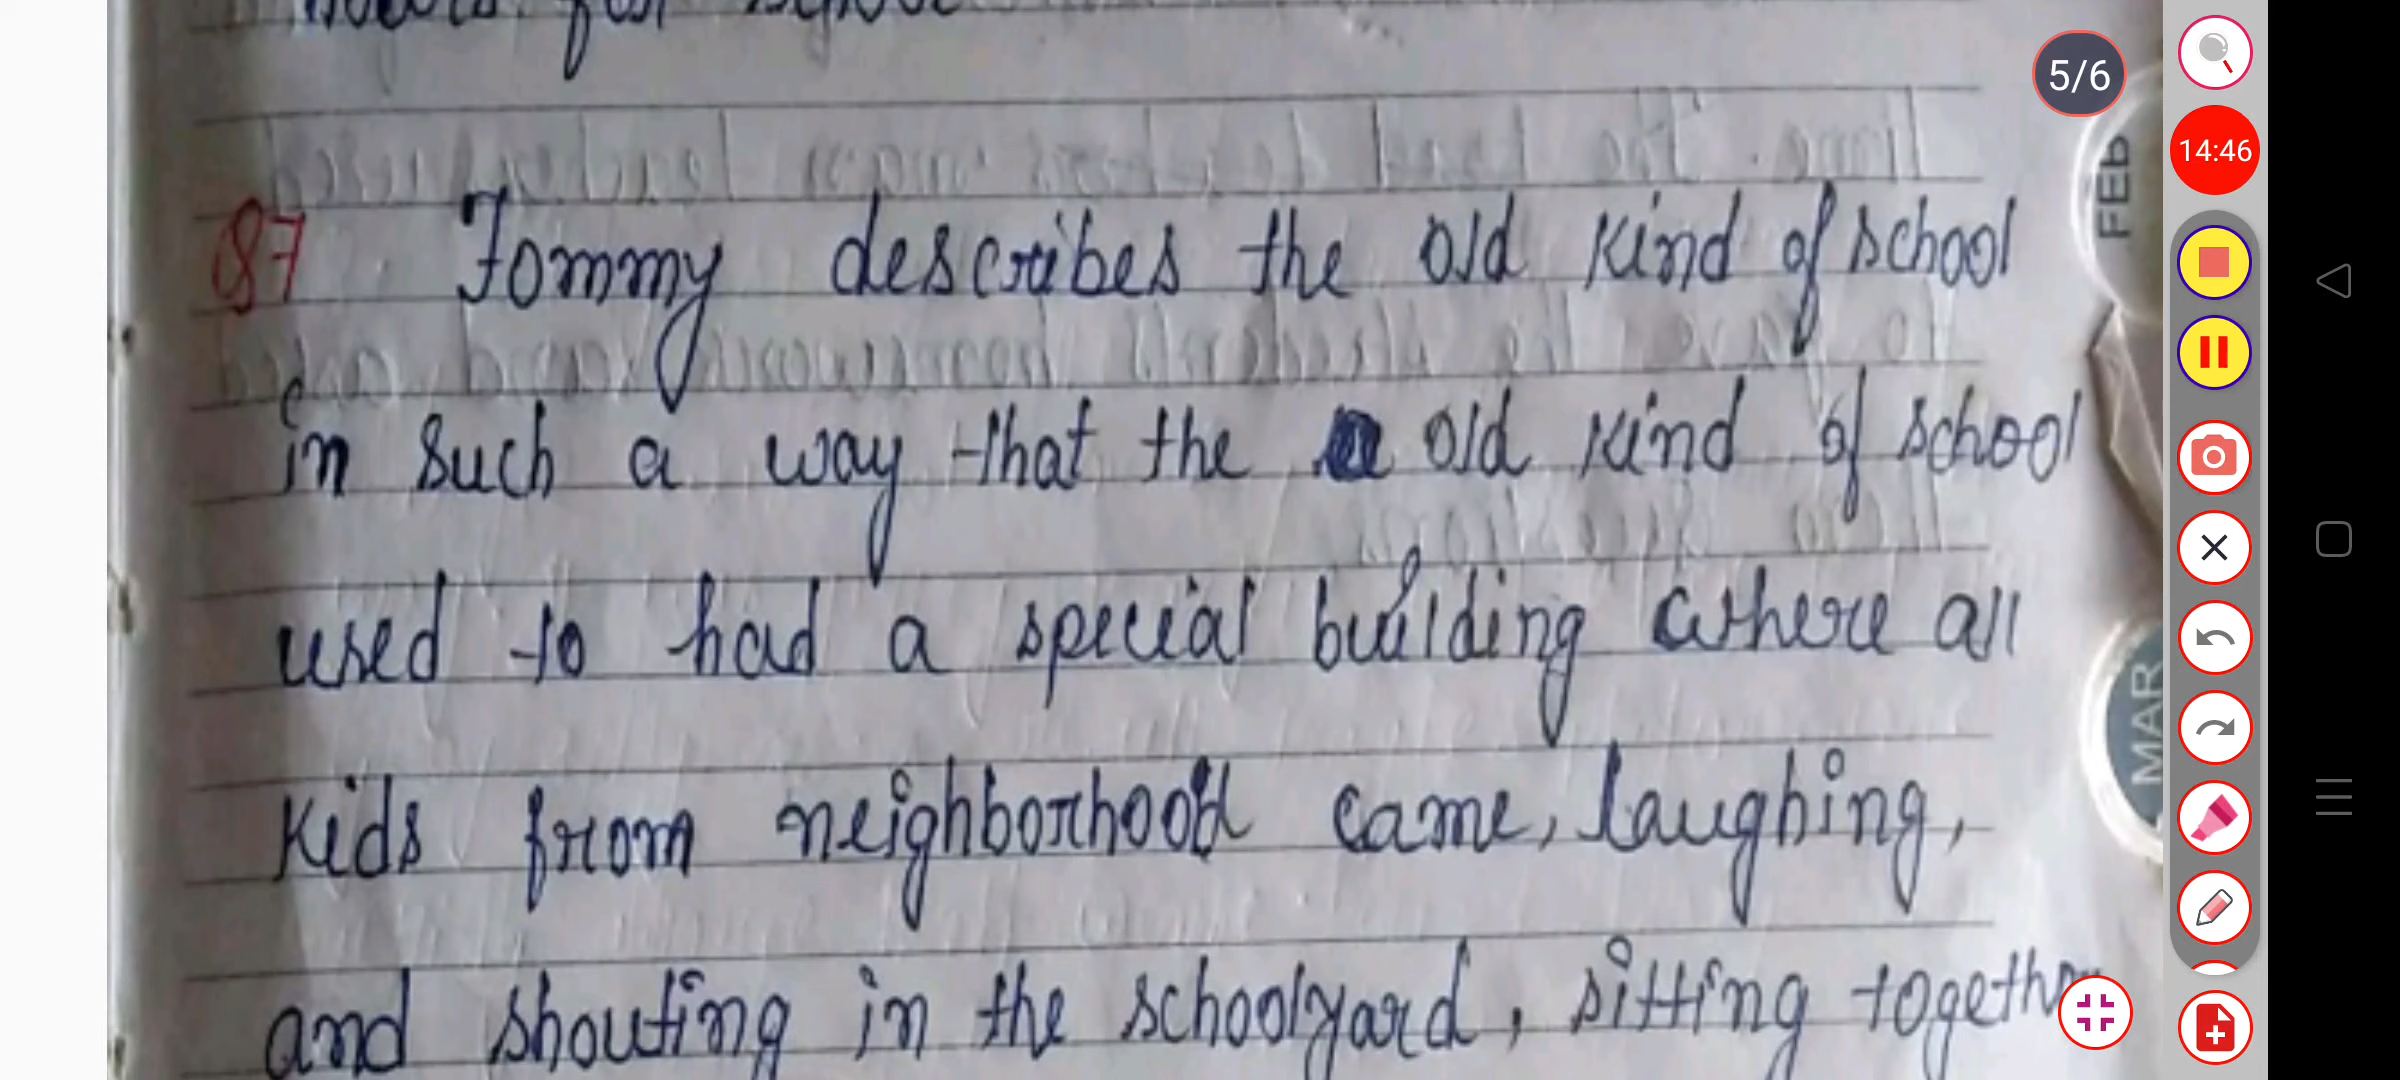 for school
5/6
14:46
FEB
87 Tommy describes the old kind of school
in such a way that the old kind of school
used to had a special building where all
MAR
kids from neighborhood came, laughing,
and shouting in the schoolyard, sitting together